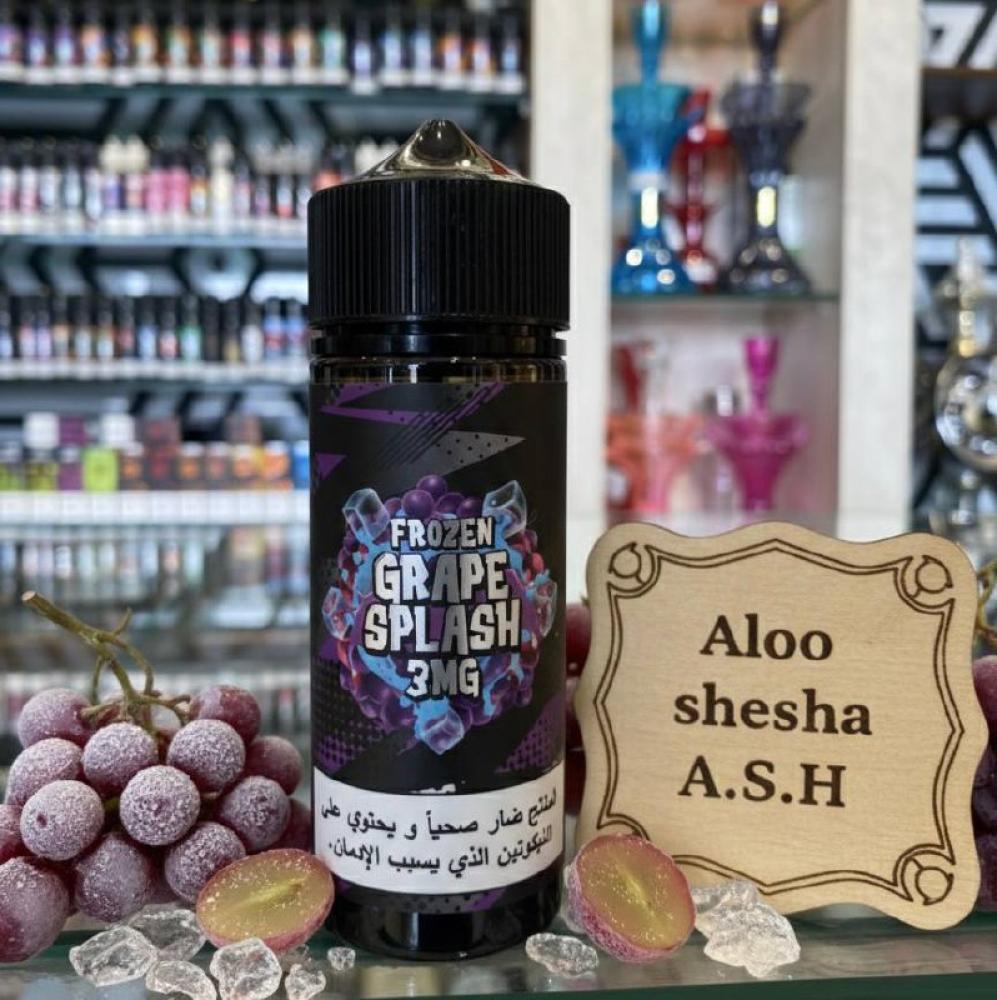 FROZEN
GRAPE
SPLASH
3MG
المنتج ضار صحياً و يحتوي على
النيكوتين الذي يسبب الإدمان.
Aloo
shesha
A.S.H